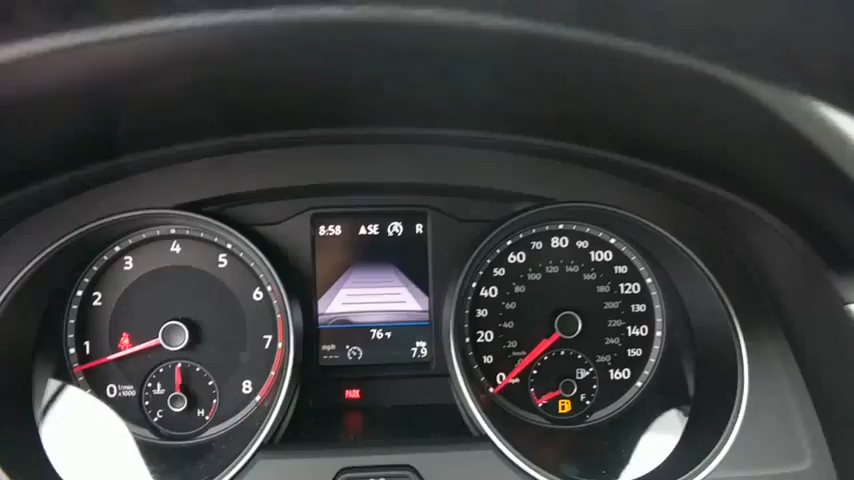 8:58 SE R
76°F
mph
---
trip
7.9
PARK
0 1 2 3 4 5 6 7 8
1/min
x1000
C H
0 10 20 30 40 50 60 70 80 90 100 110 120 130 140 150 160
km/h
20 40 60 80 100 120 140 160 180 200 220 240 260
F